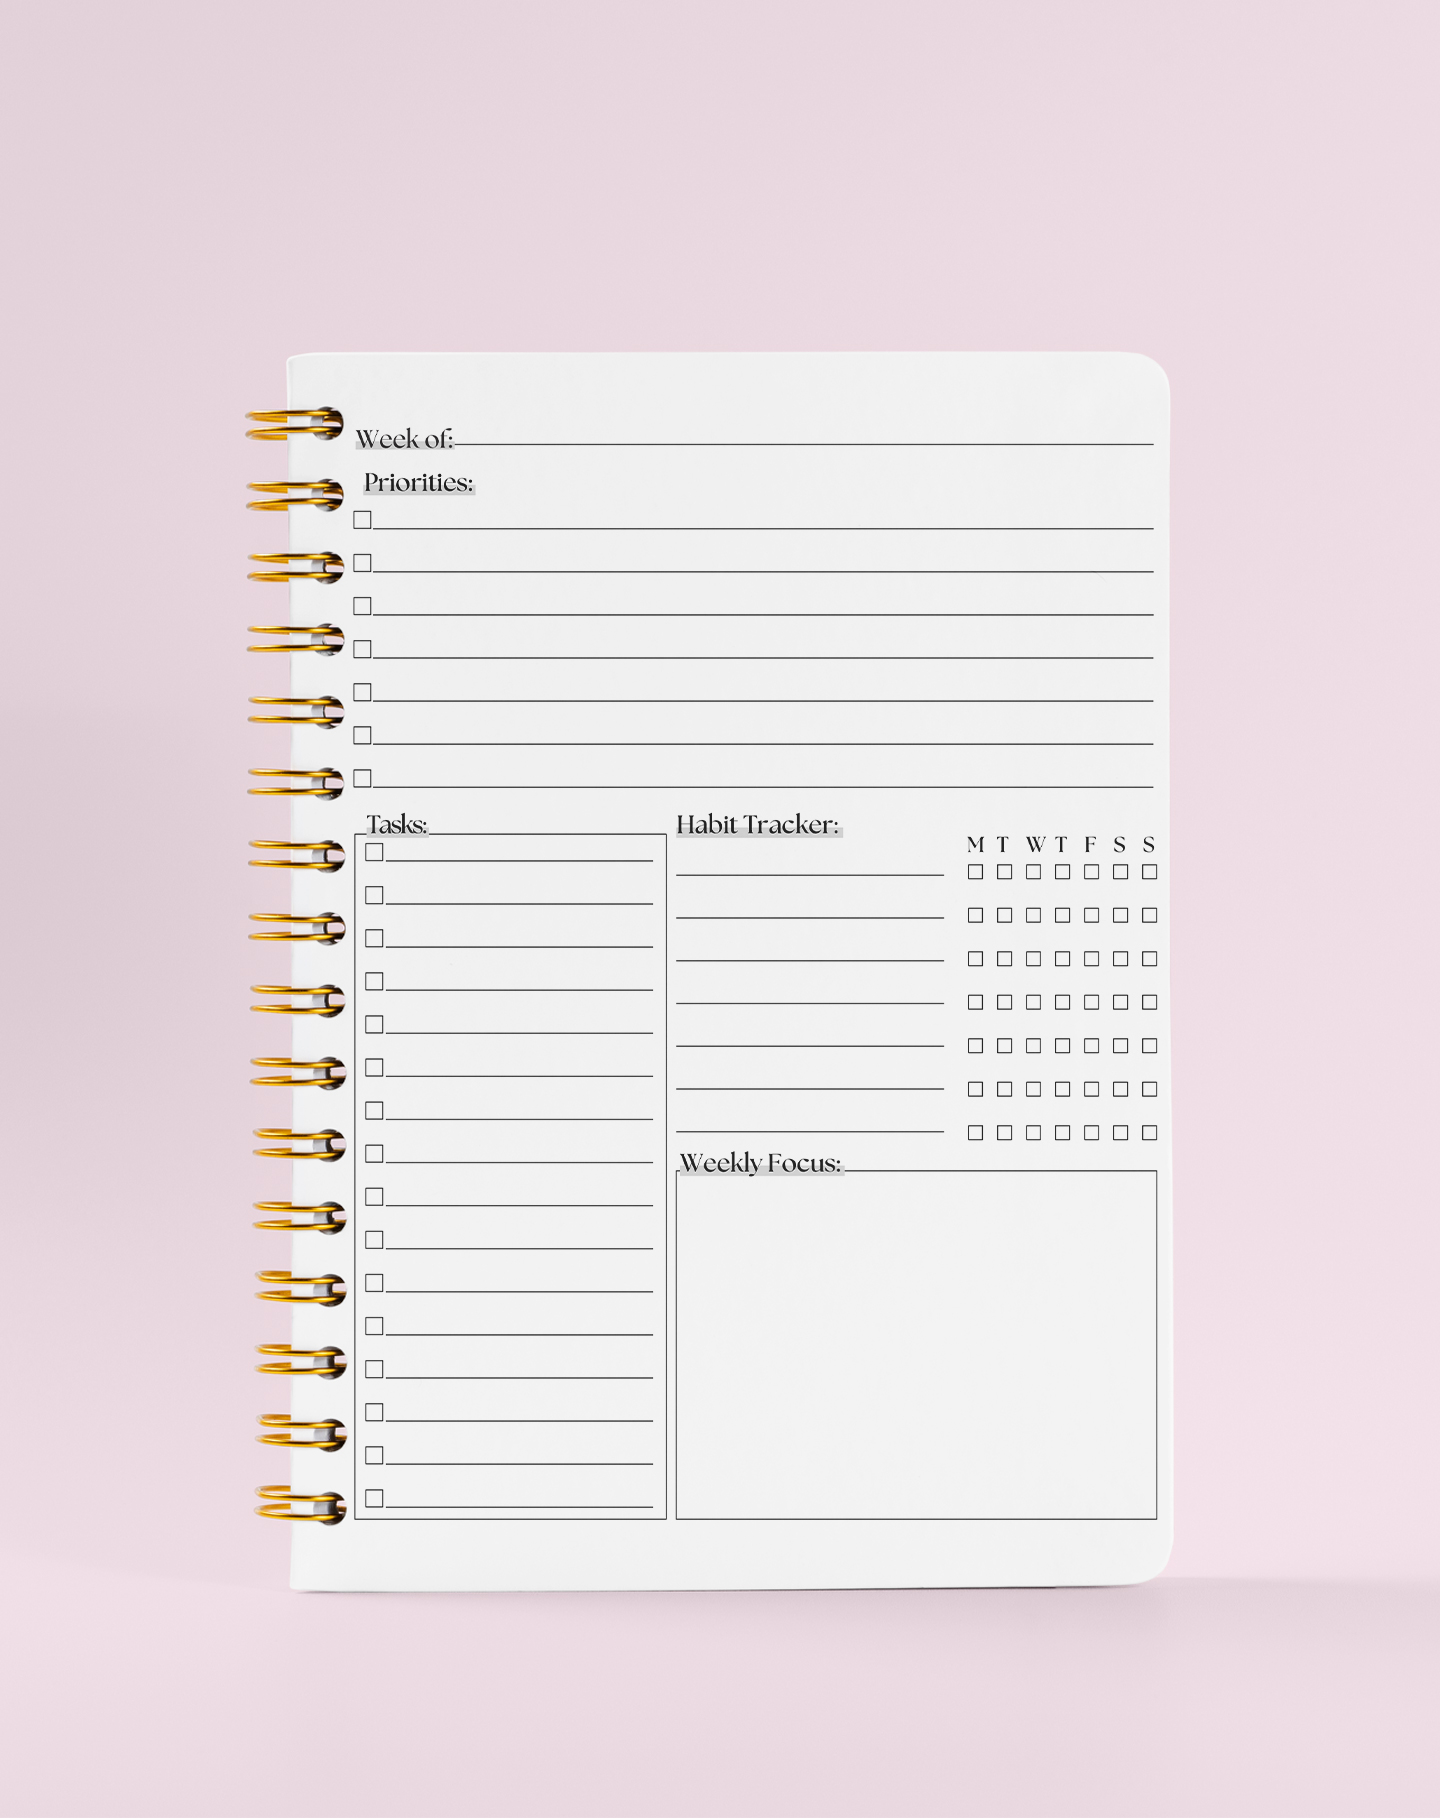 Week of:
Priorities:
Tasks:
Habit Tracker:
M T W T F S S
Weekly Focus: